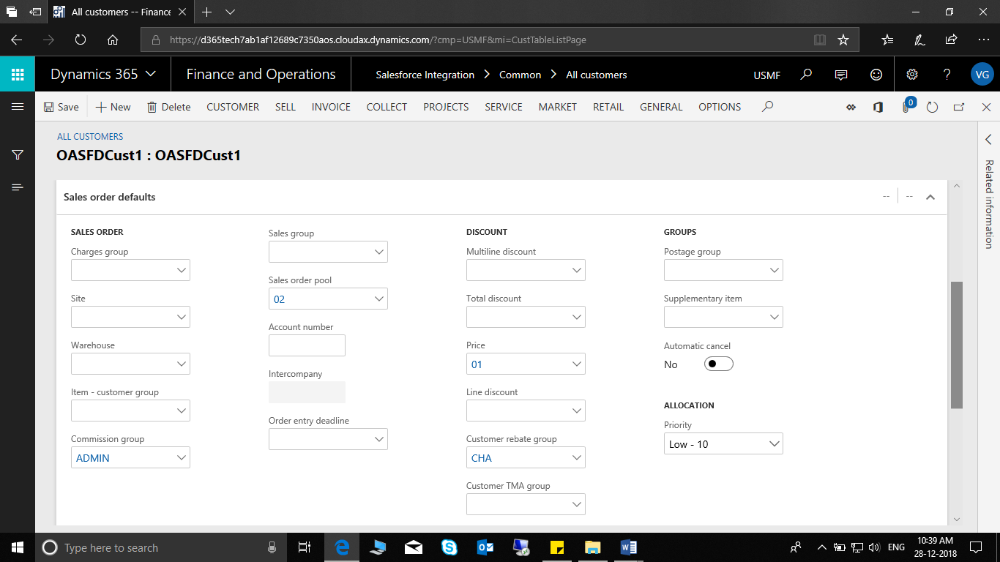 All customers -- Finance
https://d365tech7ab1af12689c7350aos.cloudax.dynamics.com/?cmp=USMF&mi=CustTableListPage
Dynamics 365
Finance and Operations
Salesforce Integration > Common > All customers
USMF
?
VG
Save
New
Delete
CUSTOMER
SELL
INVOICE
COLLECT
PROJECTS
SERVICE
MARKET
RETAIL
GENERAL
OPTIONS
0
ALL CUSTOMERS
OASFDCust1 : OASFDCust1
Related information
Sales order defaults
-- | --
SALES ORDER
Charges group
Site
Warehouse
Item - customer group
Commission group
ADMIN
Sales group
Sales order pool
02
Account number
Intercompany
Order entry deadline
DISCOUNT
Multiline discount
Total discount
Price
01
Line discount
Customer rebate group
CHA
Customer TMA group
GROUPS
Postage group
Supplementary item
Automatic cancel
No
ALLOCATION
Priority
Low - 10
Type here to search
ENG
10:39 AM
28-12-2018